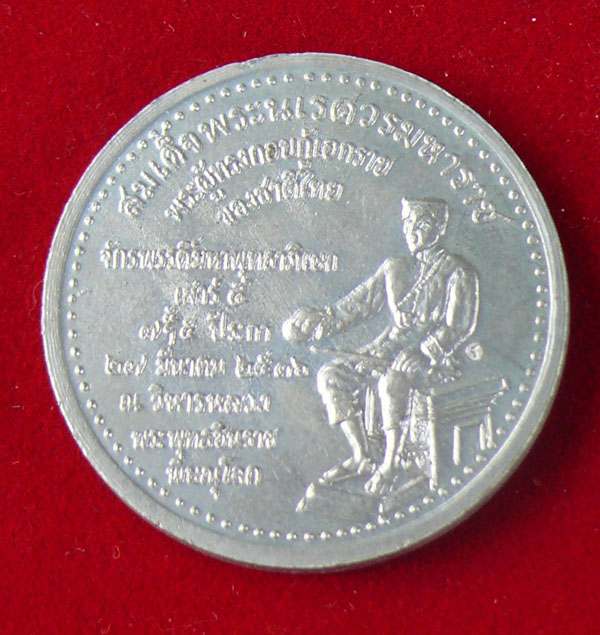 สมเด็จพระนเรศวรมหาราช
พระผู้ทรงกอบกู้เอกราช
ของชาติไทย
จักรพรรดิ์มหาพุทธาภิเษก
เสาร์ ๕
ปีระกา
๒๗ มีนาคม ๒๕๓๖
ณ. วิหารหลวง
พระพุทธชินราช
พิษณุโลก